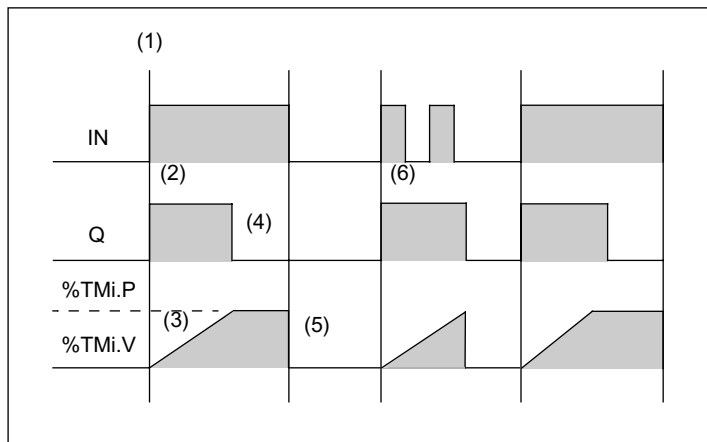 (1)
IN
(2)
(6)
Q
(4)
%TMi.P
(3)
(5)
%TMi.V